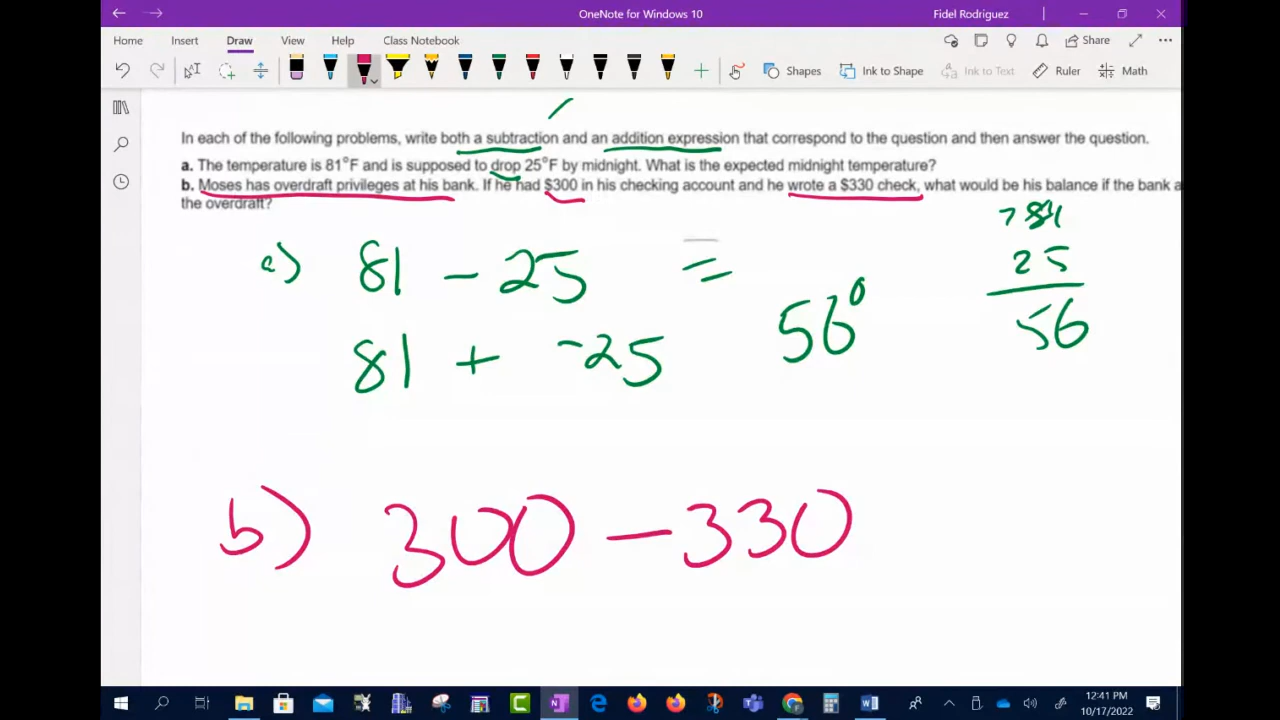 OneNote for Windows 10
Fidel Rodriguez
Home Insert Draw View Help Class Notebook
Share
Shapes
Ink to Shape
Ink to Text
Ruler
Math
In each of the following problems, write both a subtraction and an addition expression that correspond to the question and then answer the question.
a. The temperature is 81°F and is supposed to drop 25°F by midnight. What is the expected midnight temperature?
b. Moses has overdraft privileges at his bank. If he had $300 in his checking account and he wrote a $330 check, what would be his balance if the bank a
the overdraft?
a) 81 - 25 =
81 + -25
56°
25
56
b) 300 - 330
12:41 PM
10/17/2022